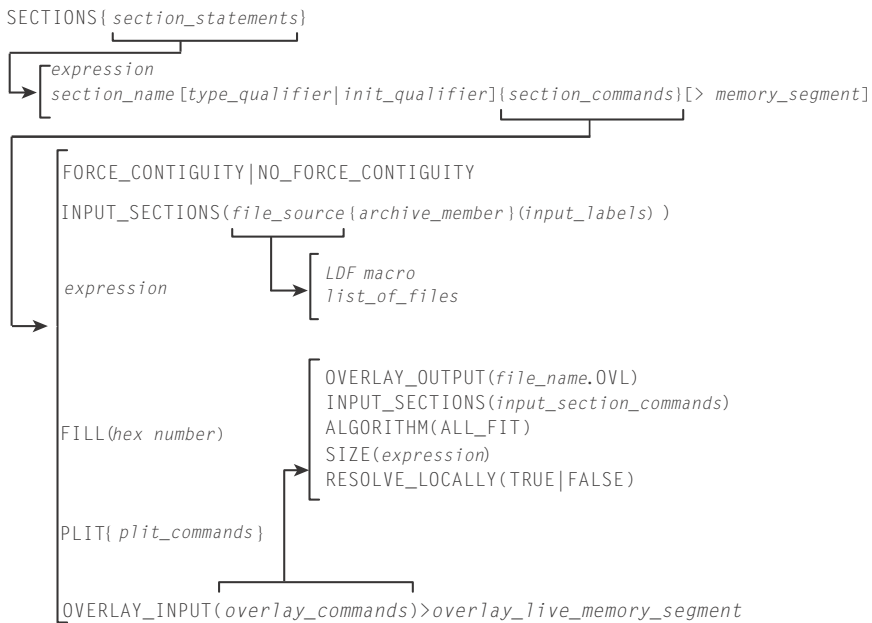 SECTIONS{section_statements}
expression
section_name[type_qualifier|init_qualifier]{section_commands}[> memory_segment]
FORCE_CONTIGUITY|NO_FORCE_CONTIGUITY
INPUT_SECTIONS(file_source{archive_member}(input_labels) )
LDF macro
list_of_files
expression
OVERLAY_OUTPUT(file_name.OVL)
INPUT_SECTIONS(input_section_commands)
ALGORITHM(ALL_FIT)
SIZE(expression)
RESOLVE_LOCALLY(TRUE|FALSE)
FILL(hex number)
PLIT{plit_commands}
OVERLAY_INPUT(overlay_commands)>overlay_live_memory_segment